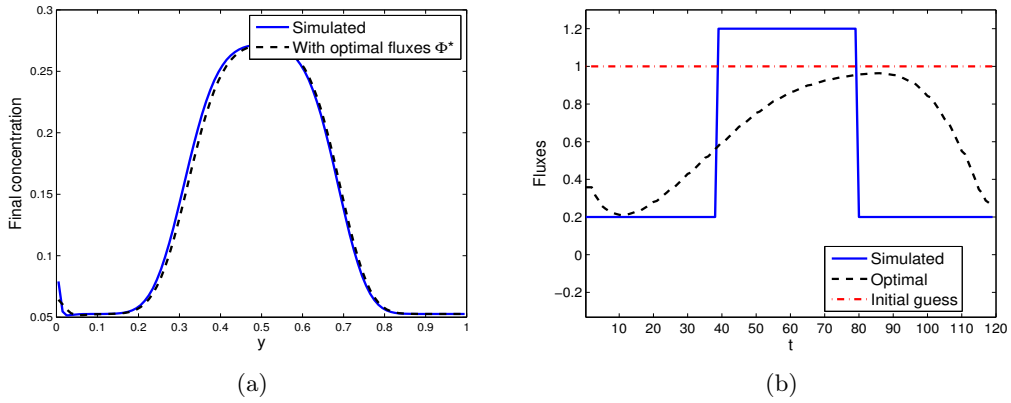 0.3
0.25
0.2
0.15
0.1
0.05
0 0.1 0.2 0.3 0.4 0.5 0.6 0.7 0.8 0.9 1
Final concentration
y
Simulated
With optimal fluxes Φ*
(a)
1.2
1
0.8
0.6
0.4
0.2
0
−0.2
10 20 30 40 50 60 70 80 90 100 110 120
Fluxes
t
Simulated
Optimal
Initial guess
(b)